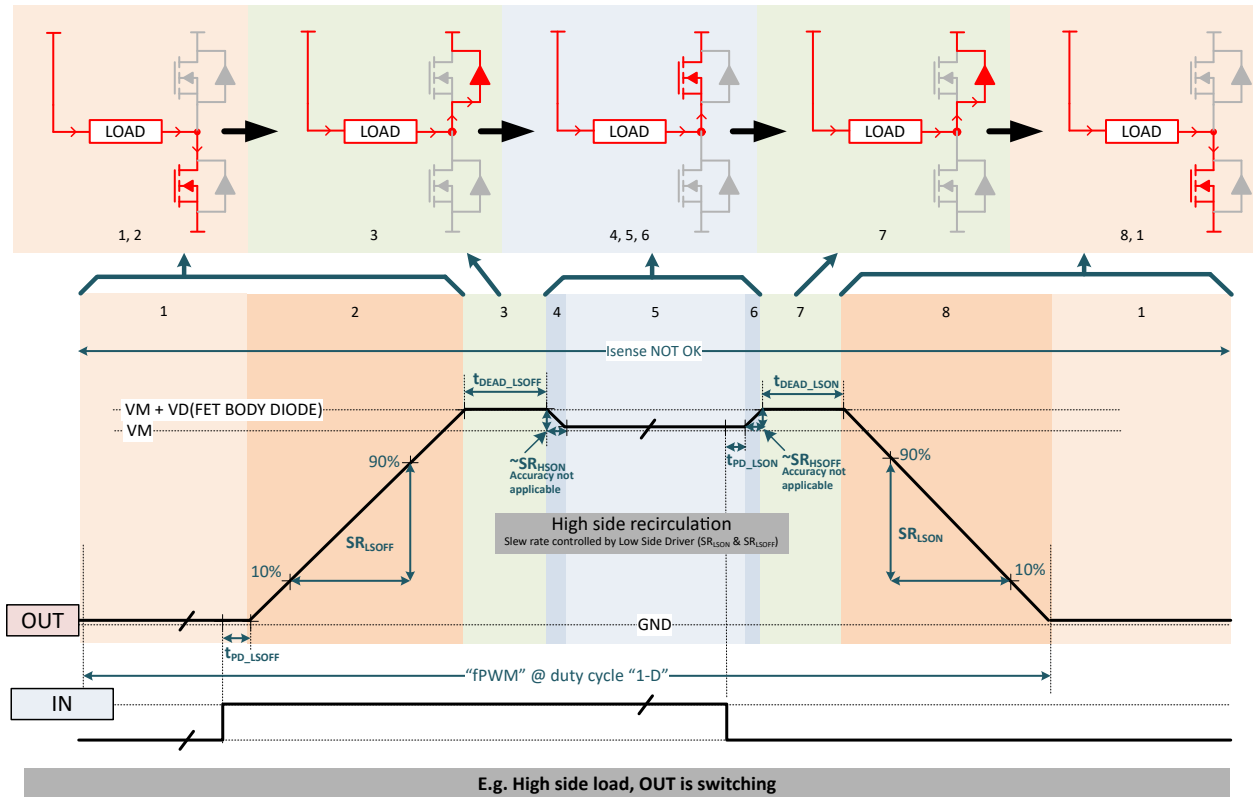 LOAD
LOAD
LOAD
LOAD
LOAD
1, 2
3
4, 5, 6
7
8, 1
1
2
3
4
5
6
7
8
1
Isense NOT OK
tDEAD_LSOFF
tDEAD_LSON
VM + VD(FET BODY DIODE)
VM
~SRHSON
Accuracy not
applicable
tPD_LSON
~SRHSOFF
Accuracy not
applicable
90%
90%
High side recirculation
Slew rate controlled by Low Side Driver (SRLSON & SRLSOFF)
SRLSOFF
SRLSON
10%
10%
OUT
GND
tPD_LSOFF
“fPWM” @ duty cycle “1-D”
IN
E.g. High side load, OUT is switching